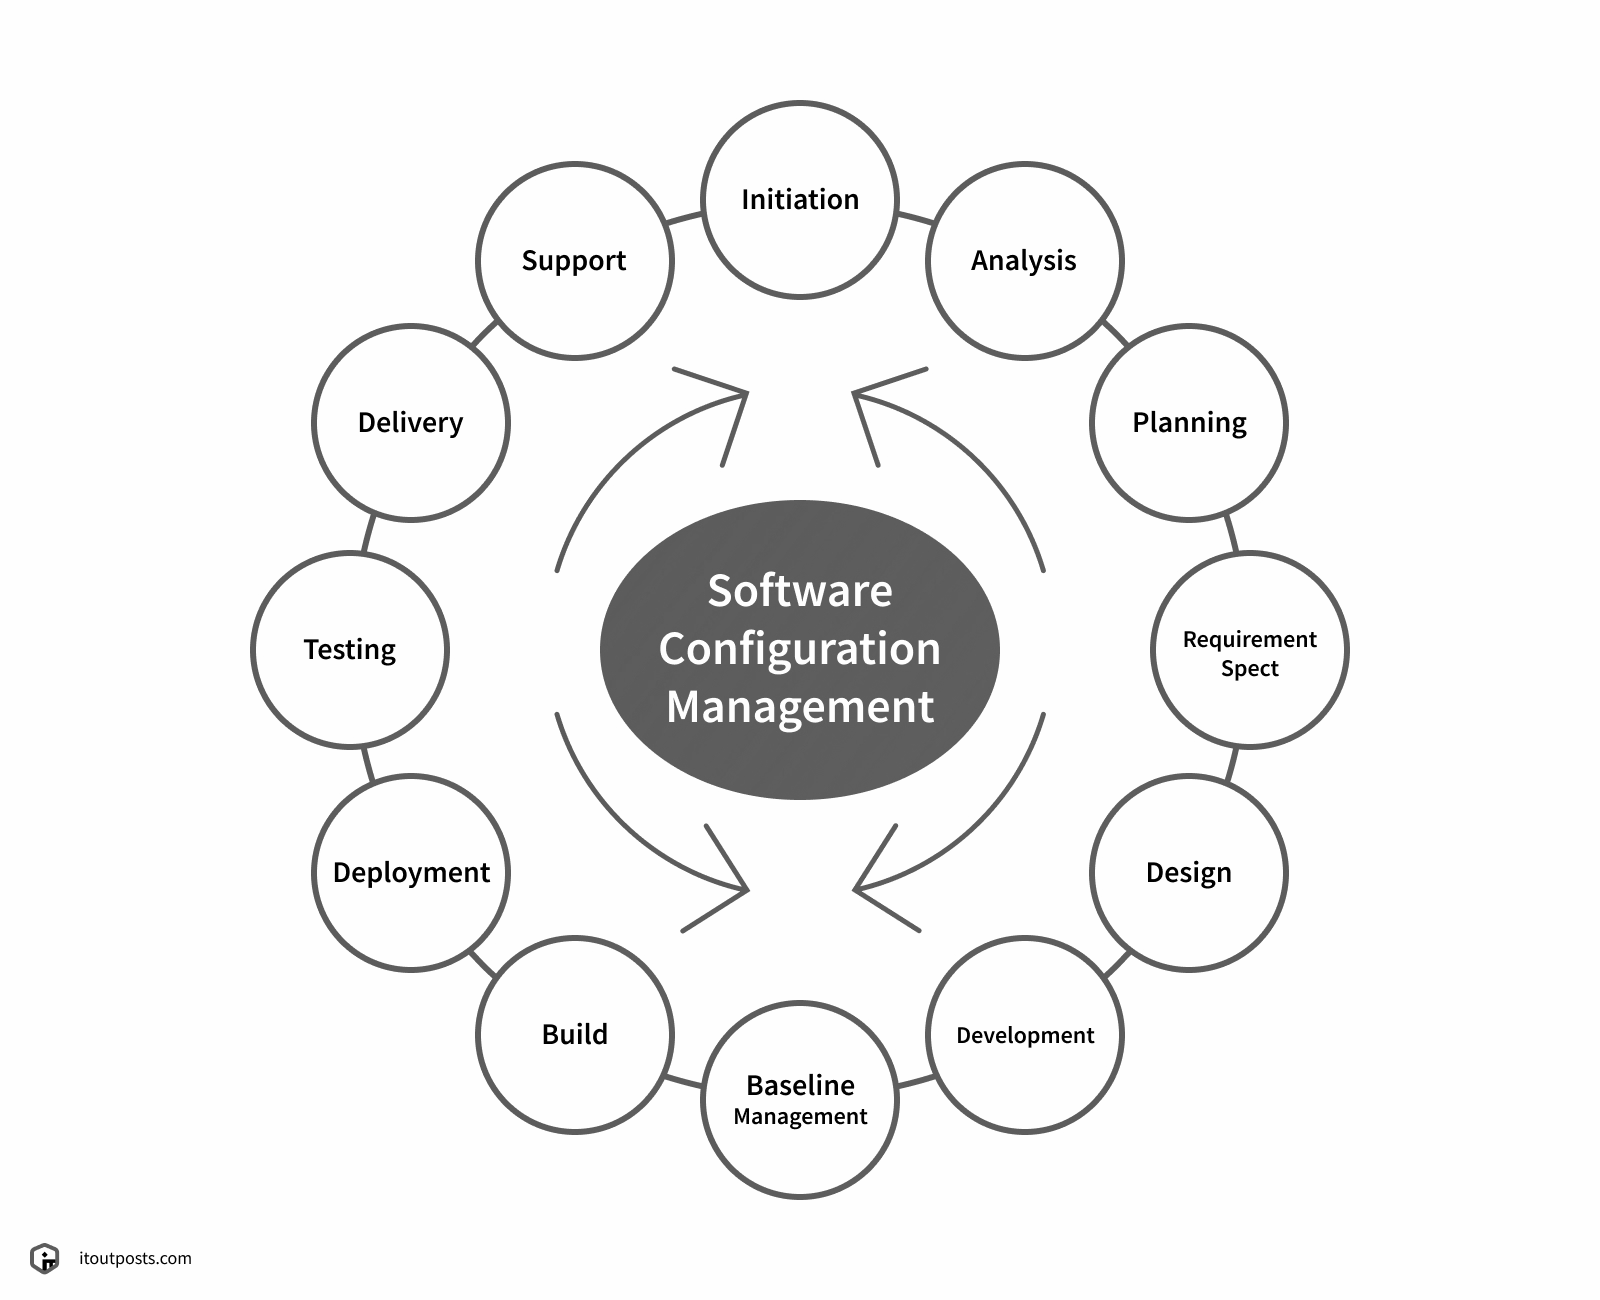 Initiation
Support
Analysis
Delivery
Planning
Software
Configuration
Management
Testing
Requirement
Spect
Deployment
Design
Build
Development
Baseline
Management
itoutposts.com